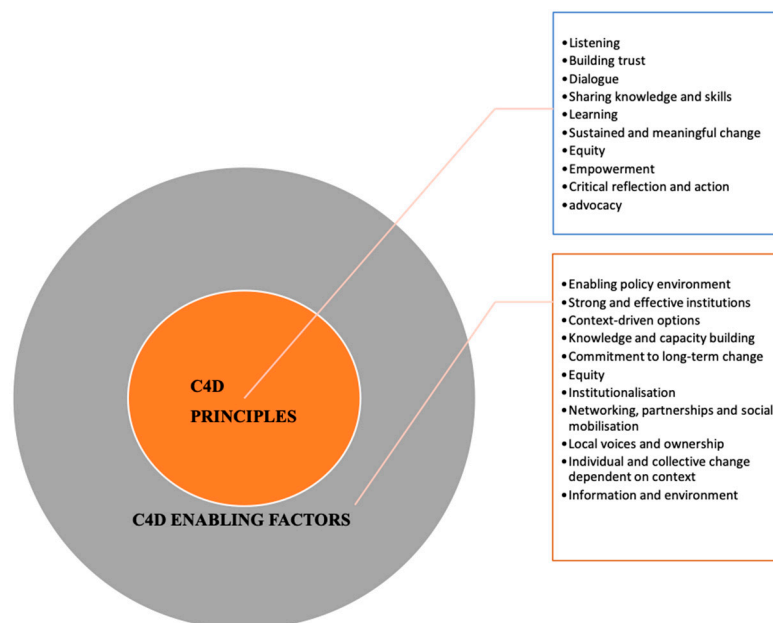 •Listening
•Building trust
•Dialogue
•Sharing knowledge and skills
•Learning
•Sustained and meaningful change
•Equity
•Empowerment
•Critical reflection and action
•advocacy
•Enabling policy environment
•Strong and effective institutions
•Context-driven options
•Knowledge and capacity building
•Commitment to long-term change
•Equity
•Institutionalisation
•Networking, partnerships and social
mobilisation
•Local voices and ownership
•Individual and collective change
dependent on context
•Information and environment
C4D
PRINCIPLES
C4D ENABLING FACTORS